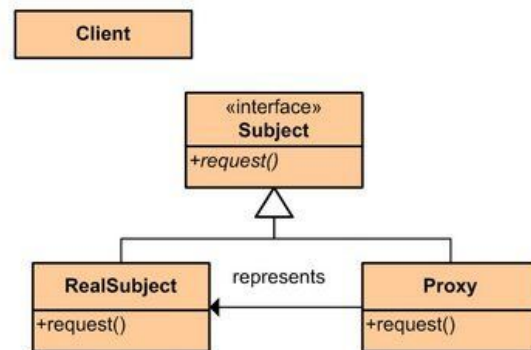 Client
«interface»
Subject
+request()
RealSubject
+request()
represents
Proxy
+request()